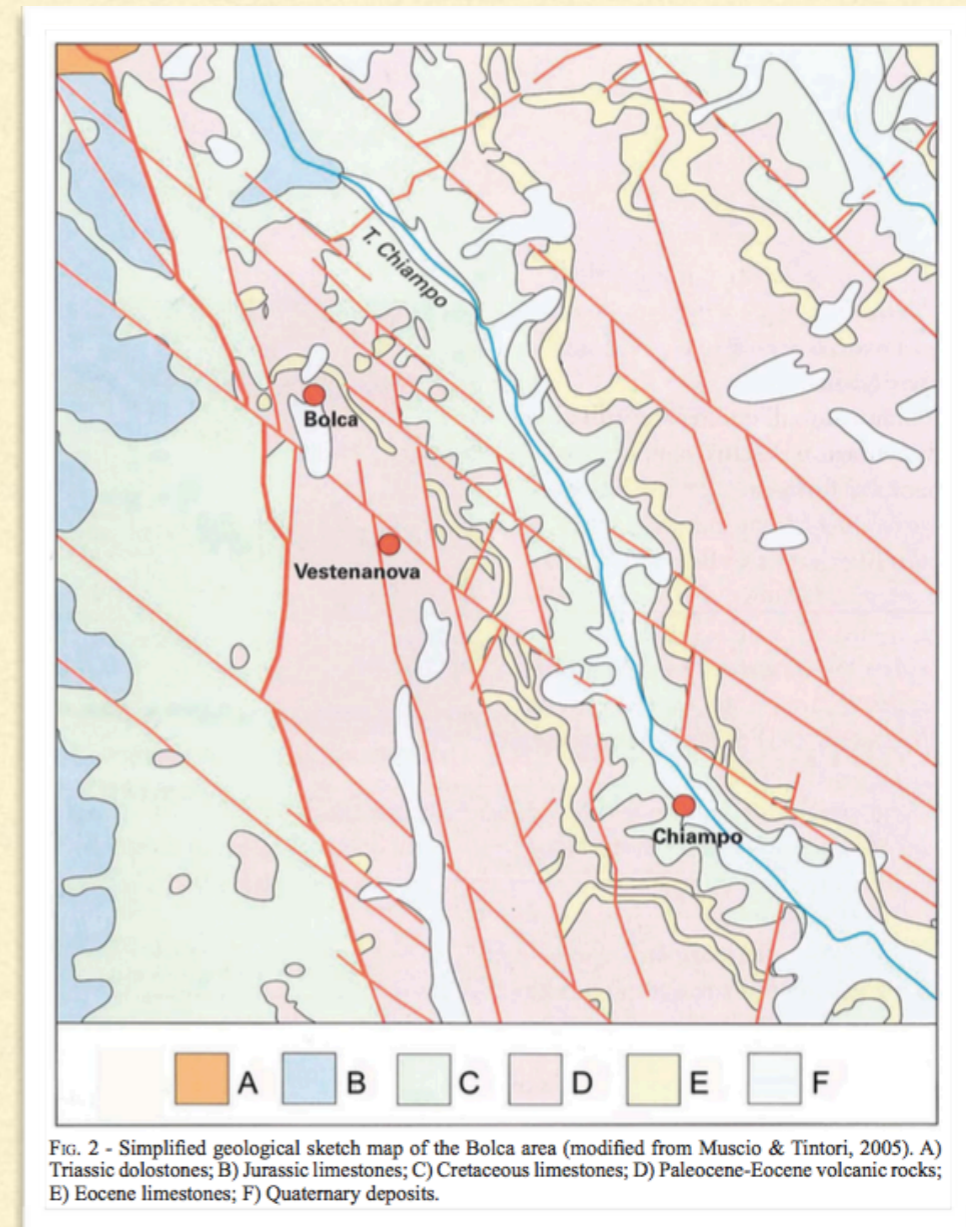 T. Chiampo
Bolca
Vestenanova
Chiampo
A B C D E F
FIG. 2 - Simplified geological sketch map of the Bolca area (modified from Muscio & Tintori, 2005). A)
Triassic dolostones; B) Jurassic limestones; C) Cretaceous limestones; D) Paleocene-Eocene volcanic rocks;
E) Eocene limestones; F) Quaternary deposits.